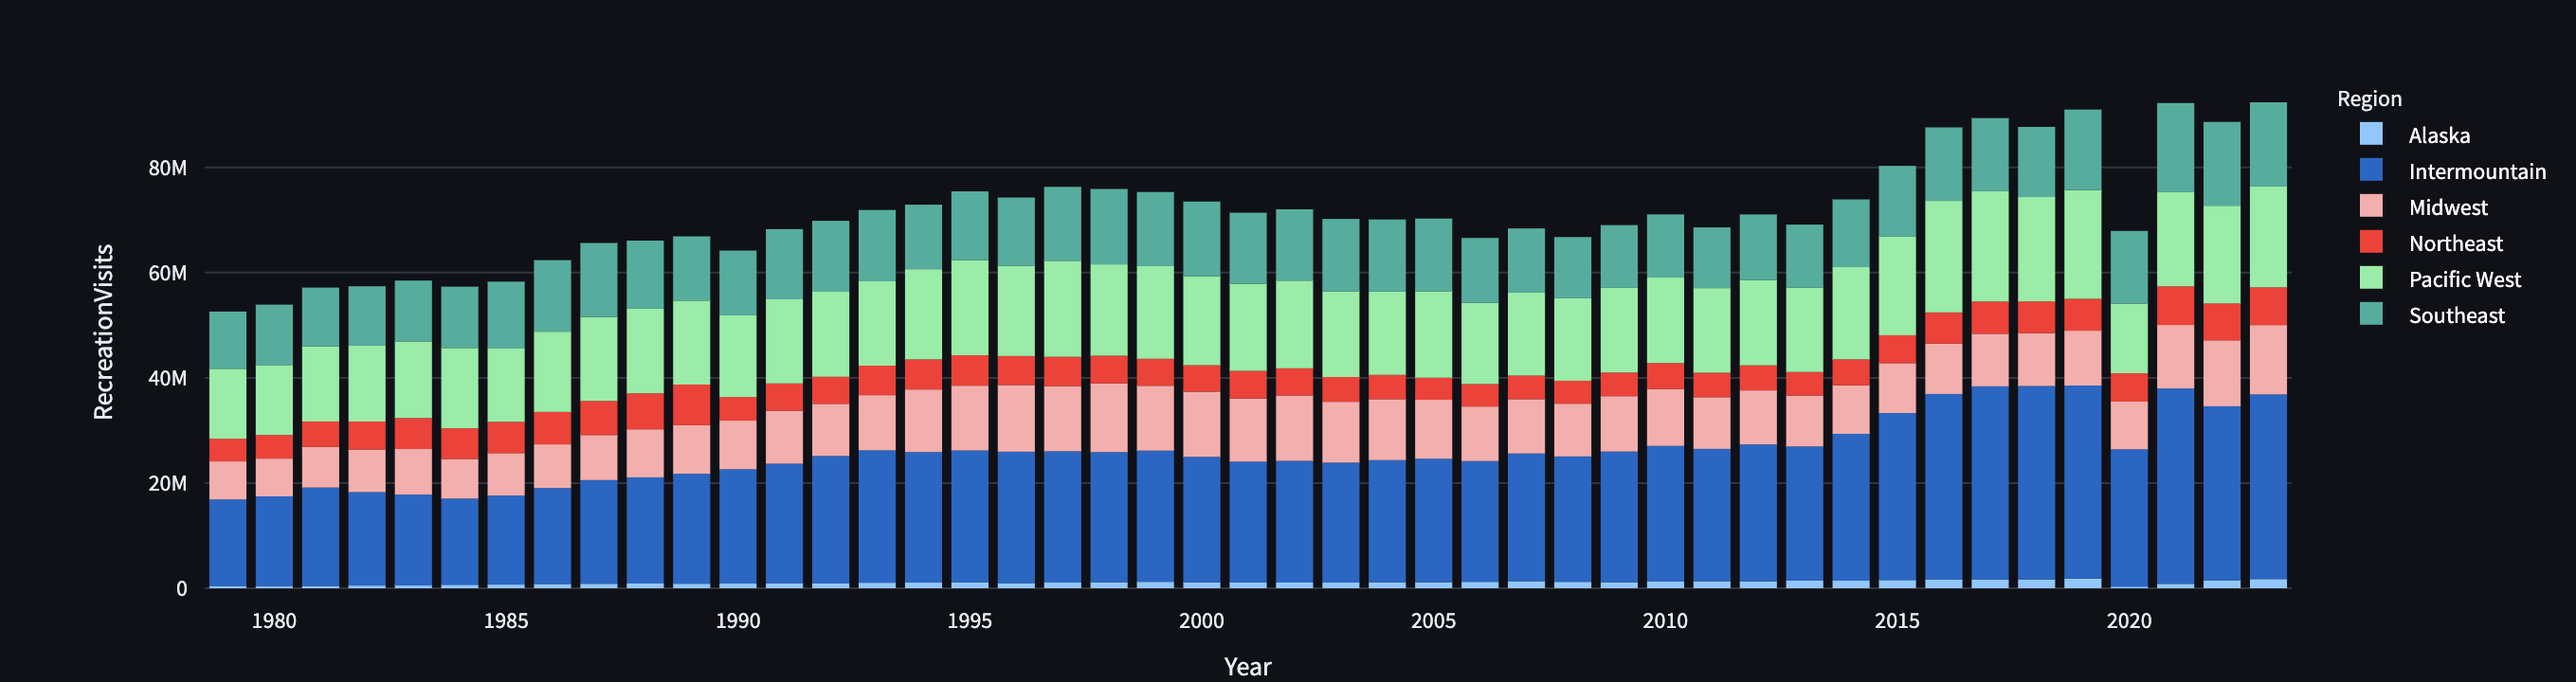 RecreationVisits
80M
60M
40M
20M
0
1980 1985 1990 1995 2000 2005 2010 2015 2020
Year
Region
Alaska
Intermountain
Midwest
Northeast
Pacific West
Southeast